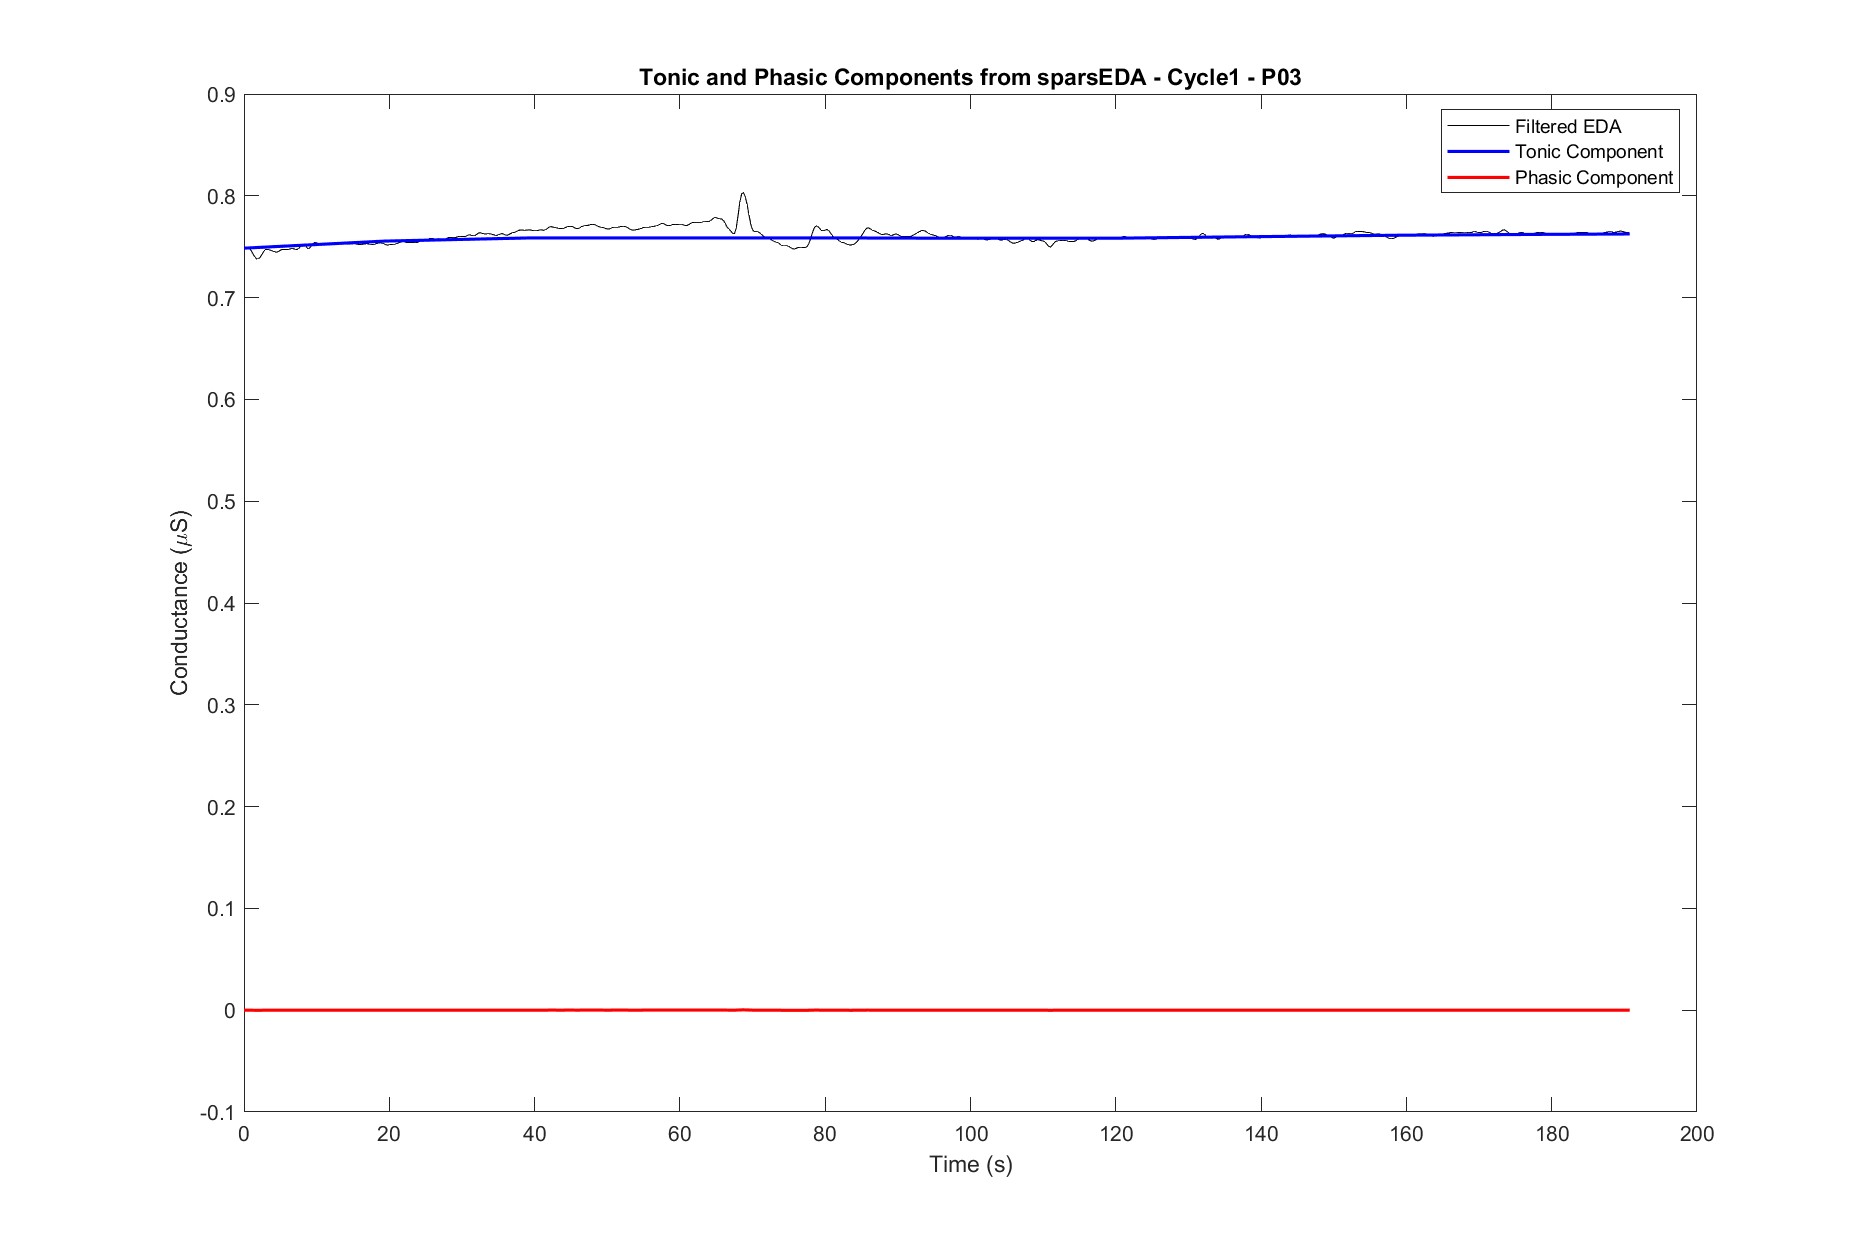 Tonic and Phasic Components from sparsEDA - Cycle1 - P03
Filtered EDA
Tonic Component
Phasic Component
Conductance (μS)
0.9
0.8
0.7
0.6
0.5
0.4
0.3
0.2
0.1
0
-0.1
0 20 40 60 80 100 120 140 160 180 200
Time (s)